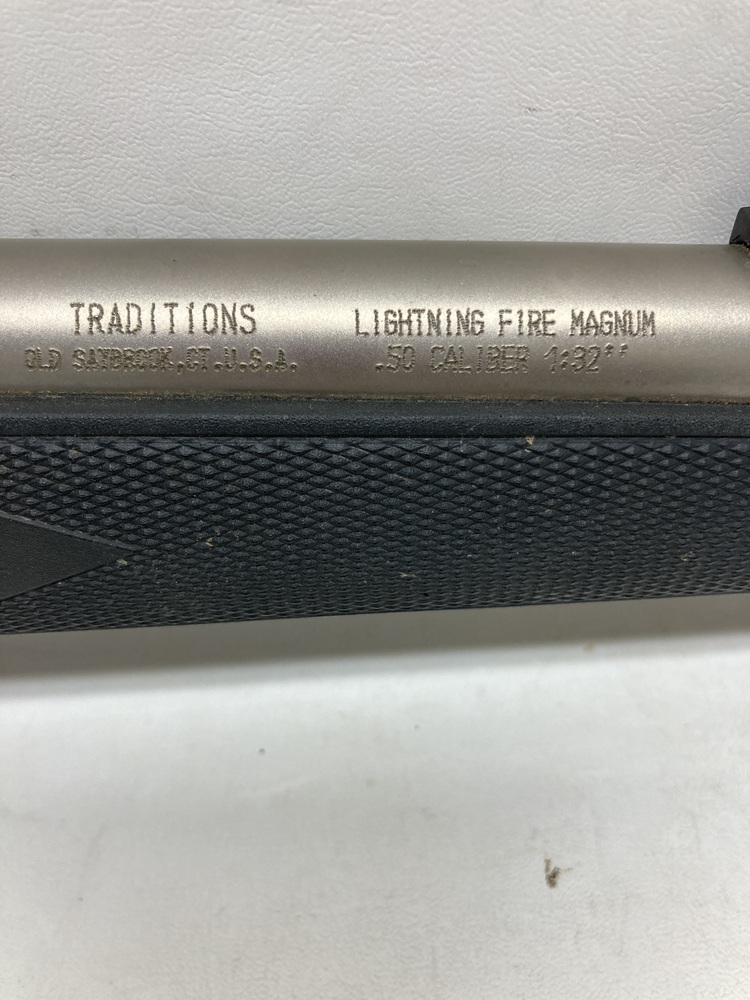 TRADITIONS
OLD SAYBROOK,CT.U.S.A.
LIGHTNING FIRE MAGNUM
.50 CALIBER 1:32"